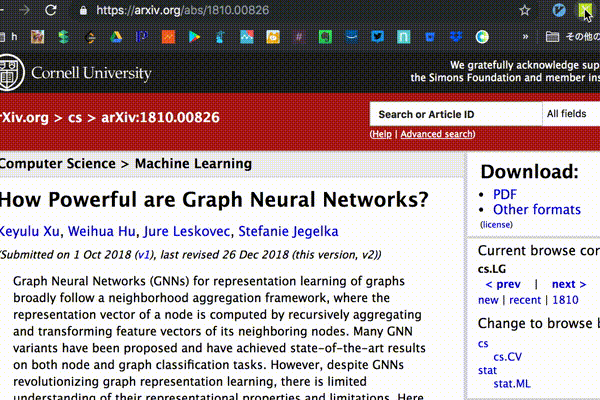 https://arxiv.org/abs/1810.00826
h
»
その他の
Cornell University
We gratefully acknowledge sup
the Simons Foundation and member ins
rXiv.org > cs > arXiv:1810.00826
Search or Article ID
All fields
(Help | Advanced search)
Computer Science > Machine Learning
How Powerful are Graph Neural Networks?
Keyulu Xu, Weihua Hu, Jure Leskovec, Stefanie Jegelka
(Submitted on 1 Oct 2018 (v1), last revised 26 Dec 2018 (this version, v2))
Graph Neural Networks (GNNs) for representation learning of graphs
broadly follow a neighborhood aggregation framework, where the
representation vector of a node is computed by recursively aggregating
and transforming feature vectors of its neighboring nodes. Many GNN
variants have been proposed and have achieved state-of-the-art results
on both node and graph classification tasks. However, despite GNNs
revolutionizing graph representation learning, there is limited
understanding of their representational properties and limitations. Here
Download:
• PDF
• Other formats
(license)
Current browse con
cs.LG
< prev | next >
new | recent | 1810
Change to browse b
cs
cs.CV
stat
stat.ML